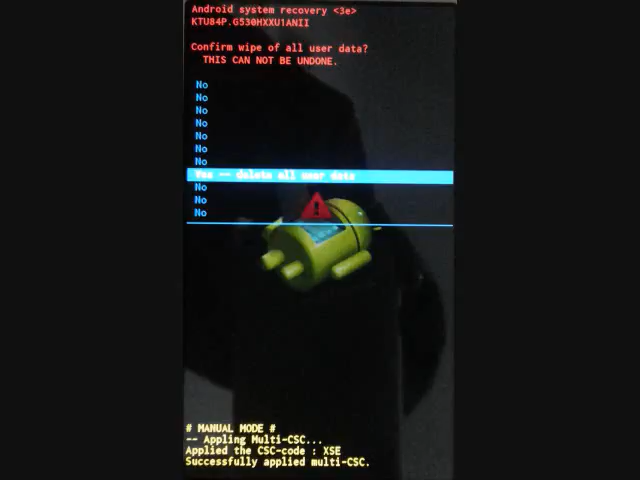 Android system recovery <3e>
KTU84P.G530HXXU1ANII
Confirm wipe of all user data?
THIS CAN NOT BE UNDONE.
No
No
No
No
No
No
No
Yes -- delete all user data
No
No
No
# MANUAL MODE #
-- Appling Multi-CSC...
Applied the CSC-code : XSE
Successfully applied multi-CSC.